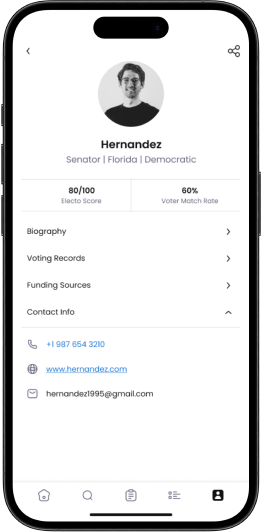 Hernandez
Senator | Florida | Democratic
80/100 60%
Electo Score Voter Match Rate
Biography
Voting Records
Funding Sources
Contact Info
+1 987 654 3210
www.hernandez.com
hernandez1995@gmail.com